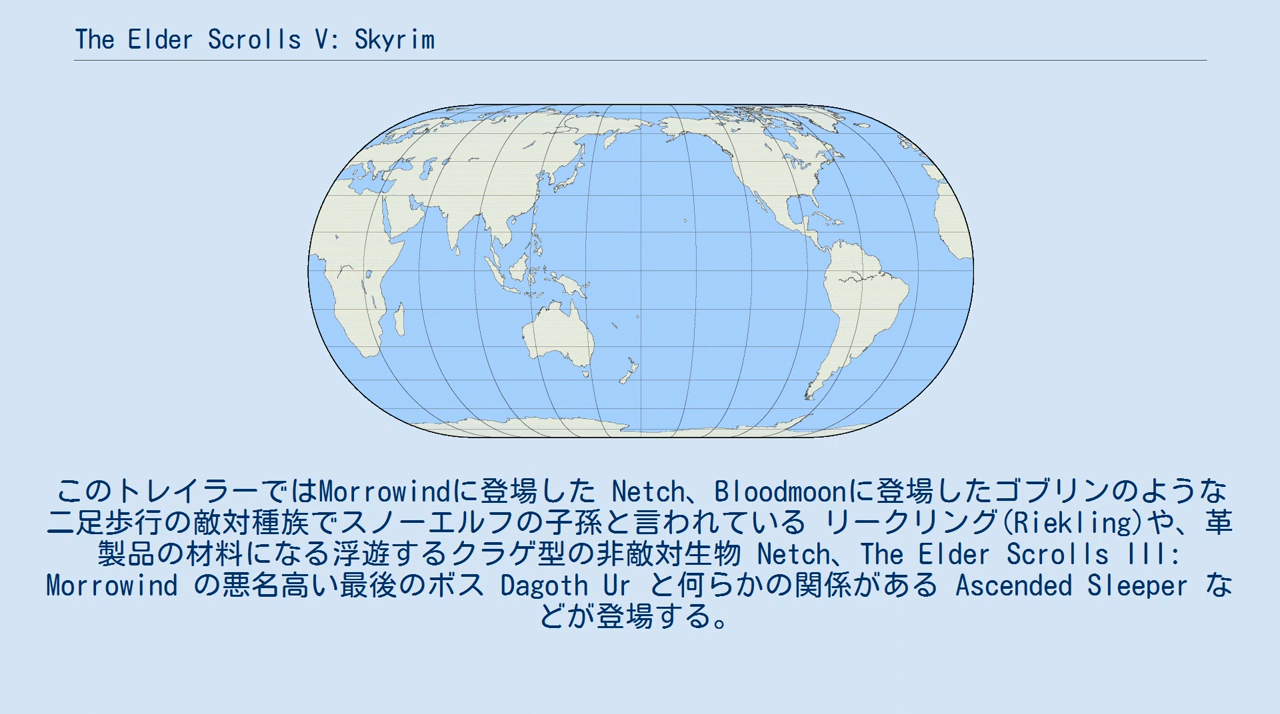 The Elder Scrolls V: Skyrim
このトレイラーではMorrowindに登場した Netch、Bloodmoonに登場したゴブリンのような
二足歩行の敵対種族でスノーエルフの子孫と言われている リークリング(Riekling)や、革
製品の材料になる浮遊するクラゲ型の非敵対生物 Netch、The Elder Scrolls III:
Morrowind の悪名高い最後のボス Dagoth Ur と何らかの関係がある Ascended Sleeper な
どが登場する。